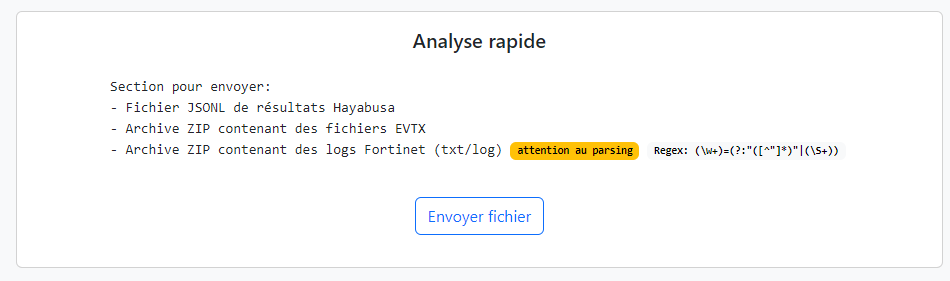 Analyse rapide
Section pour envoyer:
- Fichier JSONL de résultats Hayabusa
- Archive ZIP contenant des fichiers EVTX
- Archive ZIP contenant des logs Fortinet (txt/log) attention au parsing Regex: (\w+)=(?:"([^"]*)"|(\S+))
Envoyer fichier